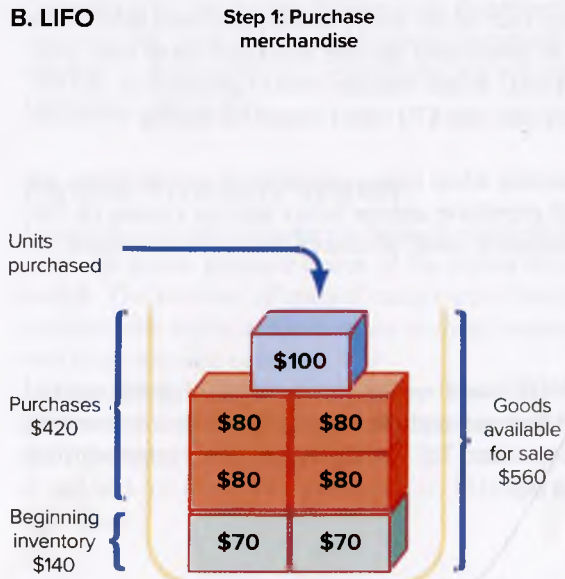 B. LIFO
Step 1: Purchase
merchandise
Units
purchased
$100
Purchases
$420
$80 $80
$80 $80
Goods
available
for sale
$560
Beginning
inventory
$140
$70 $70